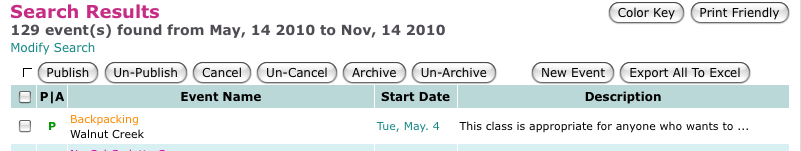 Search Results
Color Key Print Friendly
129 event(s) found from May, 14 2010 to Nov, 14 2010
Modify Search
Publish Un-Publish Cancel Un-Cancel Archive Un-Archive New Event Export All To Excel
P|A Event Name Start Date Description
Backpacking
P Tue, May. 4 This class is appropriate for anyone who wants to ...
Walnut Creek